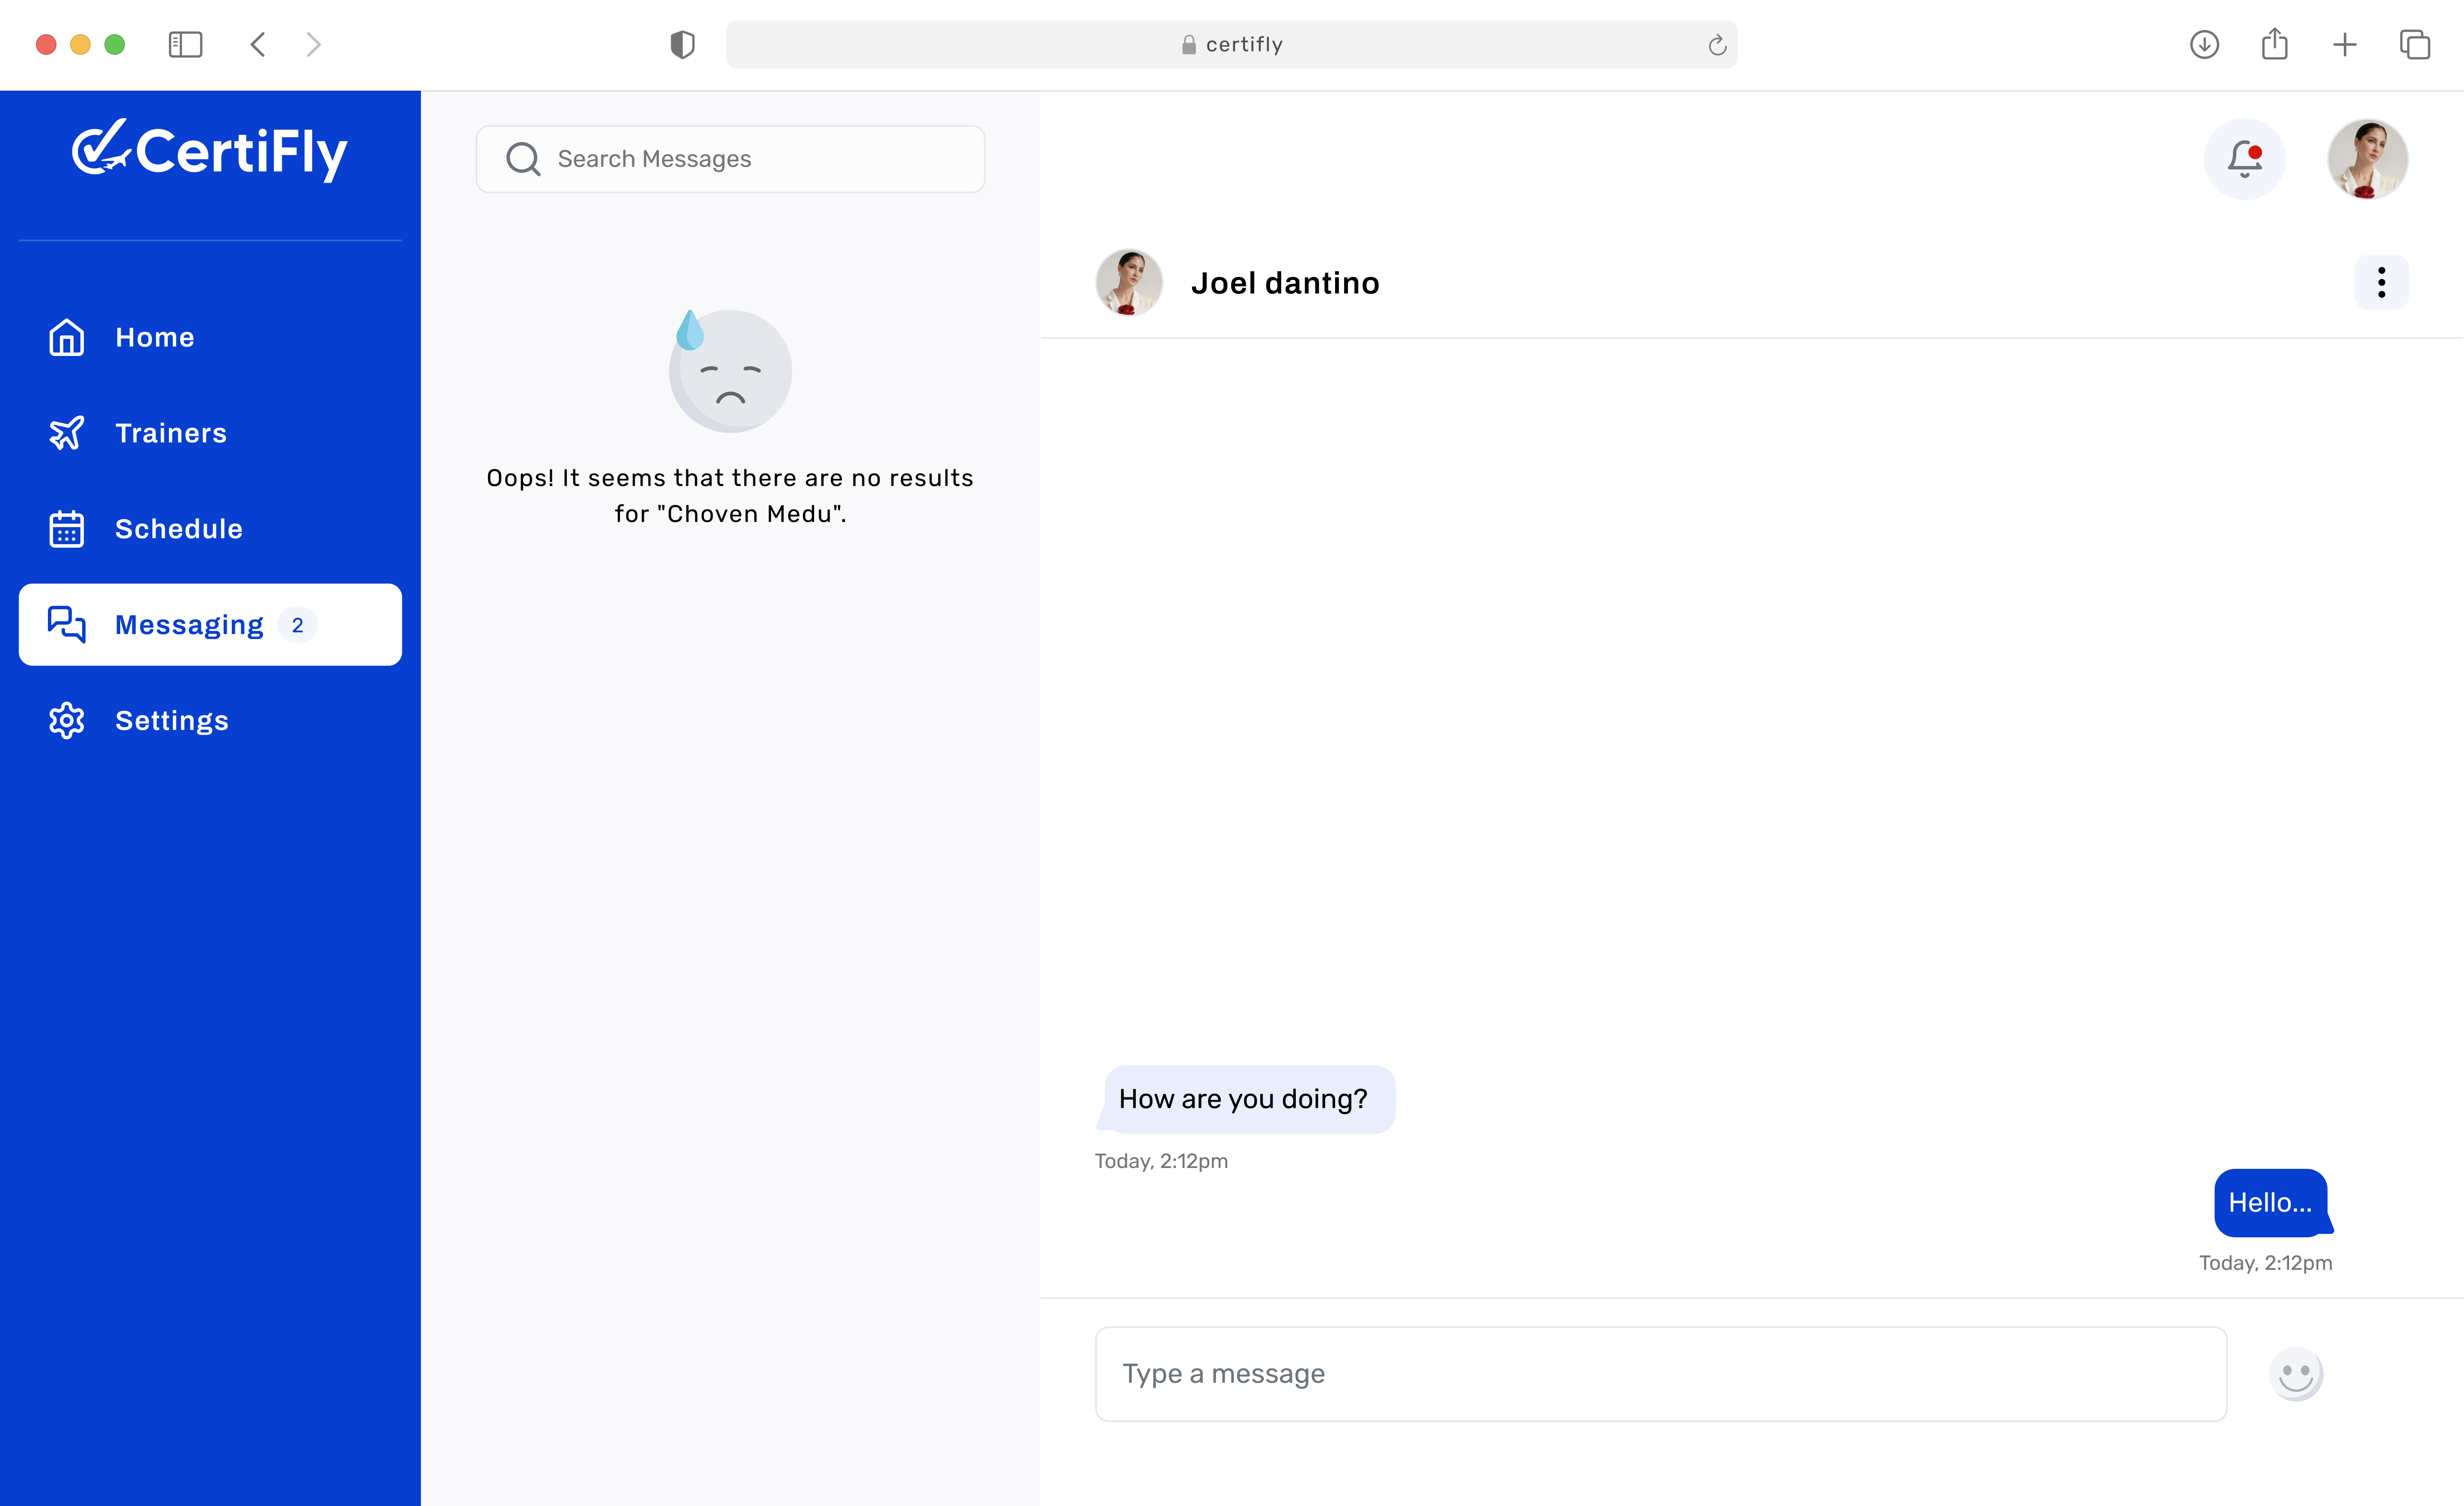 certifly
CertiFly
Home
Trainers
Schedule
Messaging 2
Settings
Search Messages
Oops! It seems that there are no results
for "Choven Medu".
Joel dantino
How are you doing?
Today, 2:12pm
Hello...
Today, 2:12pm
Type a message